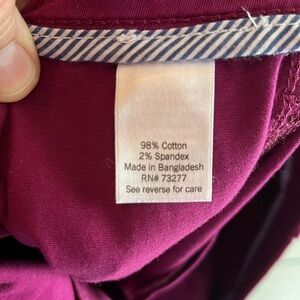 98% Cotton
2% Spandex
Made in Bangladesh
RN# 73277
See reverse for care